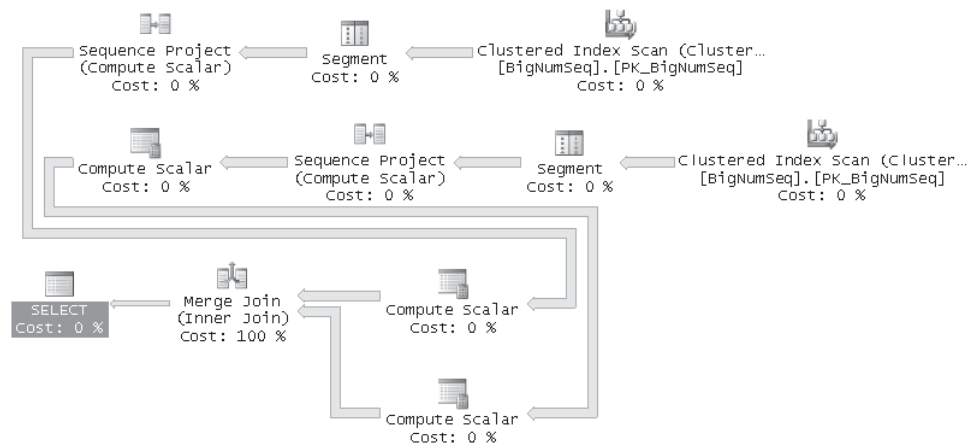 Sequence Project
(Compute Scalar)
Cost: 0 %
Segment
Cost: 0 %
Clustered Index Scan (Cluster...
[BigNumSeq].[PK_BigNumSeq]
Cost: 0 %
Compute Scalar
Cost: 0 %
Sequence Project
(Compute Scalar)
Cost: 0 %
Segment
Cost: 0 %
Clustered Index Scan (Cluster...
[BigNumSeq].[PK_BigNumSeq]
Cost: 0 %
SELECT
Cost: 0 %
Merge Join
(Inner Join)
Cost: 100 %
Compute Scalar
Cost: 0 %
Compute Scalar
Cost: 0 %